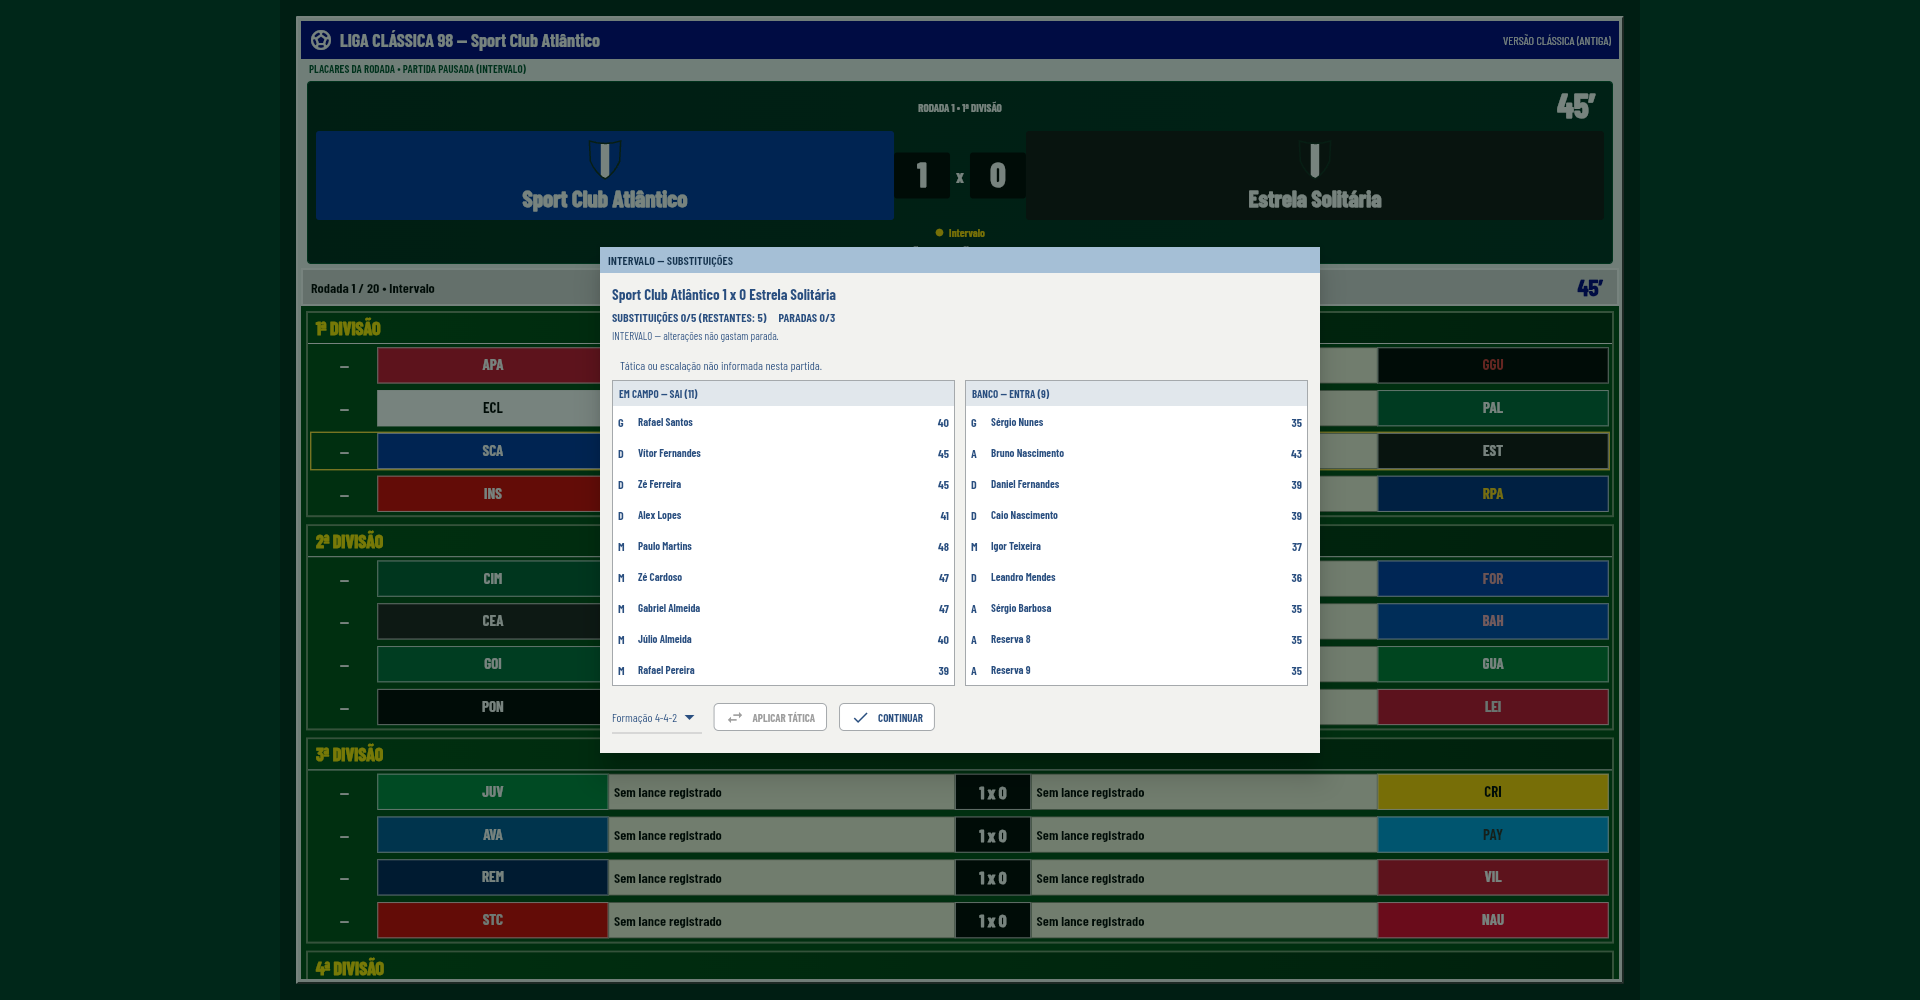 LIGA CLÁSSICA 98 — Sport Club Atlântico
VERSÃO CLÁSSICA (ANTIGA)
PLACARES DA RODADA • PARTIDA PAUSADA (INTERVALO)
RODADA 1 • 1ª DIVISÃO
45′
Sport Club Atlântico
1 x 0
Estrela Solitária
Intervalo
Rodada 1 / 20 • Intervalo
45′
INTERVALO — SUBSTITUIÇÕES
Sport Club Atlântico 1 x 0 Estrela Solitária
SUBSTITUIÇÕES 0/5 (RESTANTES: 5) PARADAS 0/3
INTERVALO — alterações não gastam parada.
Tática ou escalação não informada nesta partida.
EM CAMPO — SAI (11)
G Rafael Santos 40
D Vítor Fernandes 45
D Zé Ferreira 45
D Alex Lopes 41
M Paulo Martins 48
M Zé Cardoso 47
M Gabriel Almeida 47
M Júlio Almeida 40
M Rafael Pereira 39
BANCO — ENTRA (9)
G Sérgio Nunes 35
A Bruno Nascimento 43
D Daniel Fernandes 39
D Caio Nascimento 39
M Igor Teixeira 37
D Leandro Mendes 36
A Sérgio Barbosa 35
A Reserva 8 35
A Reserva 9 35
Formação 4-4-2
APLICAR TÁTICA
CONTINUAR
1ª DIVISÃO
— APA GGU
— ECL PAL
— SCA EST
— INS RPA
2ª DIVISÃO
— CIM FOR
— CEA BAH
— GOI GUA
— PON LEI
3ª DIVISÃO
— JUV Sem lance registrado 1 x 0 Sem lance registrado CRI
— AVA Sem lance registrado 1 x 0 Sem lance registrado PAY
— REM Sem lance registrado 1 x 0 Sem lance registrado VIL
— STC Sem lance registrado 1 x 0 Sem lance registrado NAU
4ª DIVISÃO